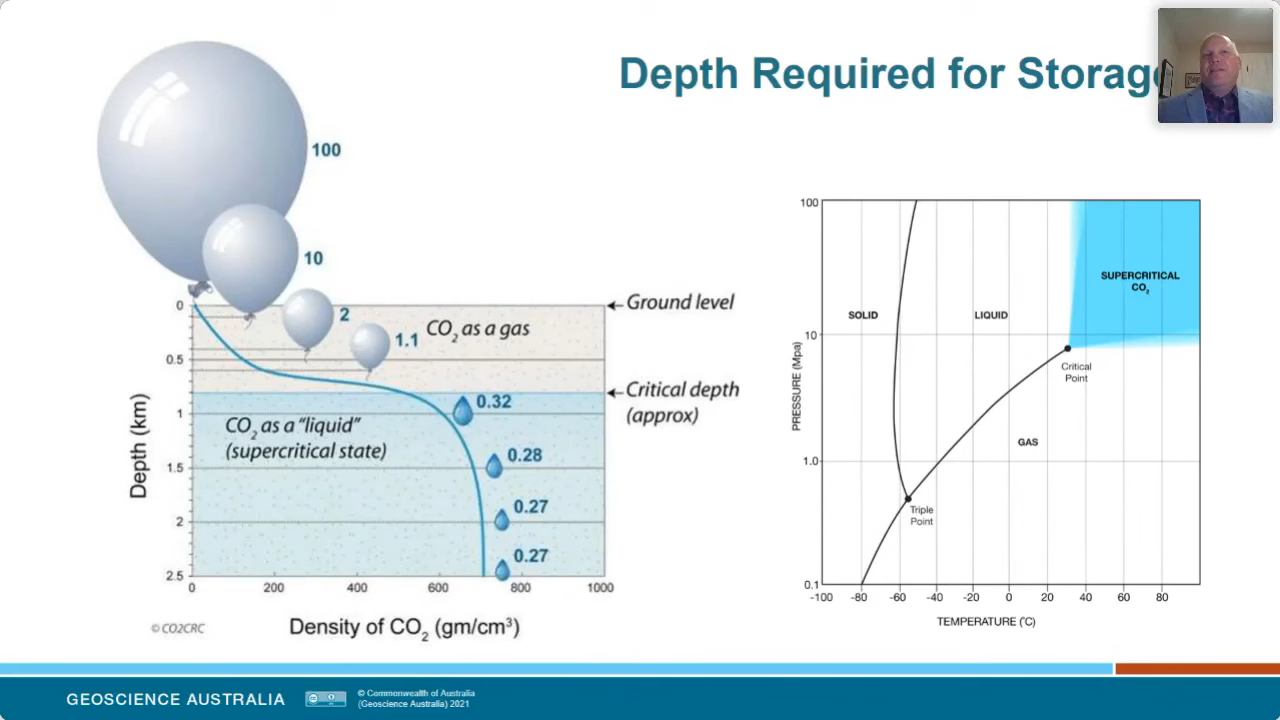 Depth Required for Storage
100
10
2
1.1
0
0.5
1
1.5
2
2.5
Depth (km)
CO₂ as a gas
CO₂ as a “liquid”
(supercritical state)
0.32
0.28
0.27
0.27
Ground level
Critical depth
(approx)
0 200 400 600 800 1000
Density of CO₂ (gm/cm³)
© CO2CRC
100
10
1.0
0.1
PRESSURE (Mpa)
SOLID
LIQUID
SUPERCRITICAL
CO₂
Critical
Point
GAS
Triple
Point
-100 -80 -60 -40 -20 0 20 40 60 80
TEMPERATURE (˚C)
GEOSCIENCE AUSTRALIA
cc
BY
© Commonwealth of Australia
(Geoscience Australia) 2021